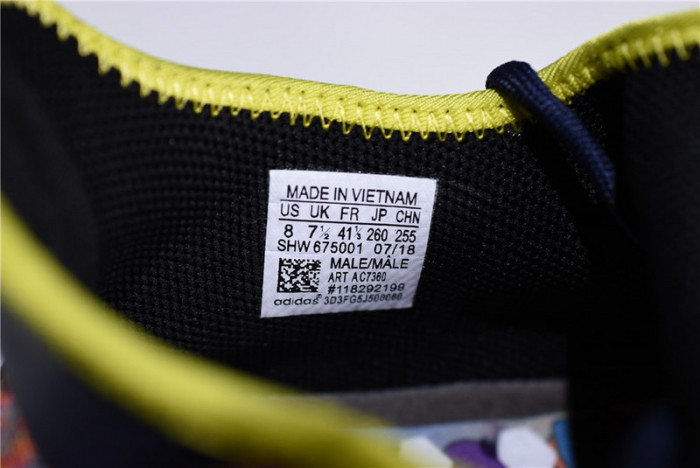 MADE IN VIETNAM
US UK FR JP CHN
8 7½ 41⅓ 260 255
SHW 675001 07/18
MALE/MÂLE
ART AC7360
#118292199
adidas® 3D3FG5J500060